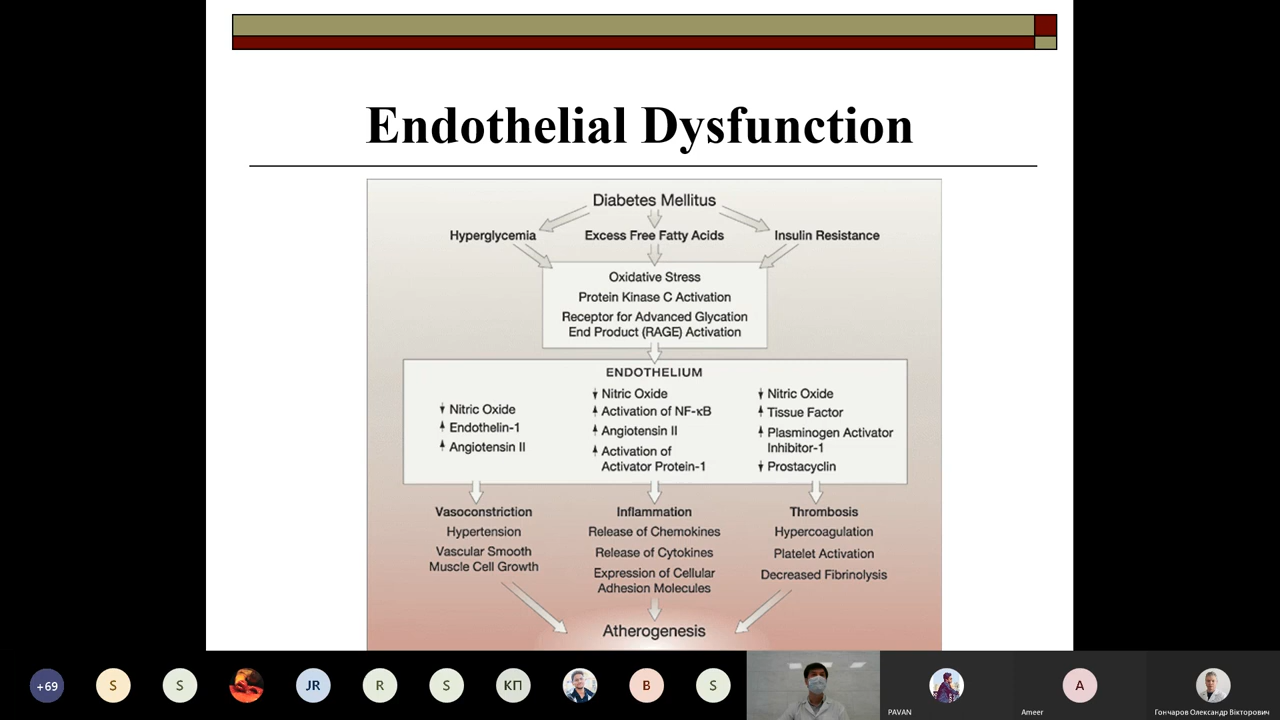 Endothelial Dysfunction
Diabetes Mellitus
Hyperglycemia
Excess Free Fatty Acids
Insulin Resistance
Oxidative Stress
Protein Kinase C Activation
Receptor for Advanced Glycation
End Product (RAGE) Activation
ENDOTHELIUM
Nitric Oxide
Endothelin-1
Angiotensin II
Nitric Oxide
Activation of NF-κB
Angiotensin II
Activation of
Activator Protein-1
Nitric Oxide
Tissue Factor
Plasminogen Activator
Inhibitor-1
Prostacyclin
Vasoconstriction
Hypertension
Vascular Smooth
Muscle Cell Growth
Inflammation
Release of Chemokines
Release of Cytokines
Expression of Cellular
Adhesion Molecules
Thrombosis
Hypercoagulation
Platelet Activation
Decreased Fibrinolysis
Atherogenesis
+69
S
S
JR
R
S
КП
B
S
PAVAN
A
Ameer
Гончаров Олександр Вікторович